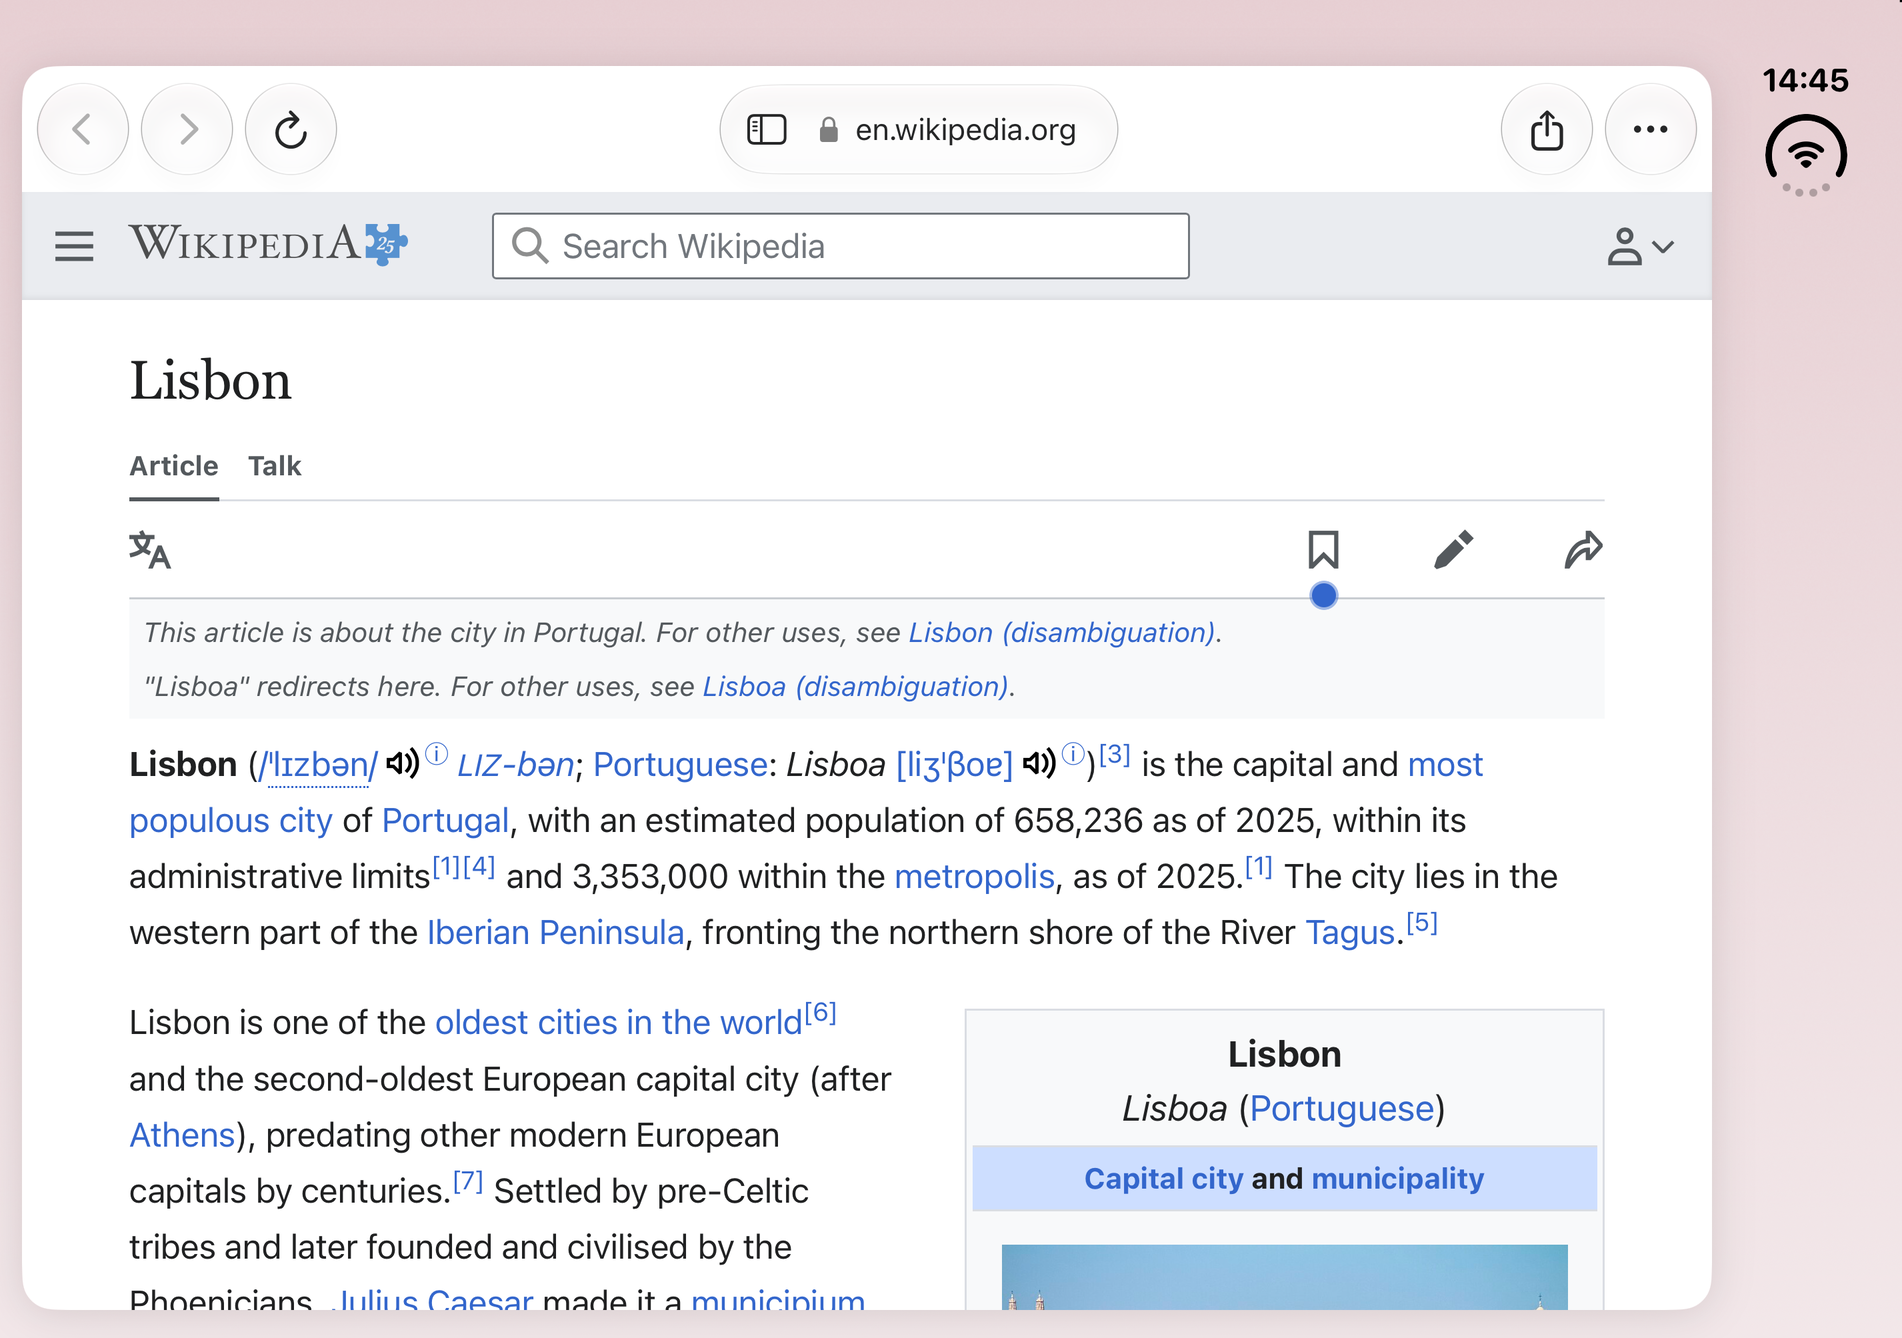 14:45
en.wikipedia.org
WIKIPEDIA 25
Search Wikipedia
Lisbon
Article Talk
This article is about the city in Portugal. For other uses, see Lisbon (disambiguation).
"Lisboa" redirects here. For other uses, see Lisboa (disambiguation).
Lisbon (/ˈlɪzbən/ ⓘ LIZ-bən; Portuguese: Lisboa [liʒˈβoɐ] ⓘ)[3] is the capital and most
populous city of Portugal, with an estimated population of 658,236 as of 2025, within its
administrative limits[1][4] and 3,353,000 within the metropolis, as of 2025.[1] The city lies in the
western part of the Iberian Peninsula, fronting the northern shore of the River Tagus.[5]
Lisbon is one of the oldest cities in the world[6]
and the second-oldest European capital city (after
Athens), predating other modern European
capitals by centuries.[7] Settled by pre-Celtic
tribes and later founded and civilised by the
Phoenicians, Julius Caesar made it a municipium
Lisbon
Lisboa (Portuguese)
Capital city and municipality